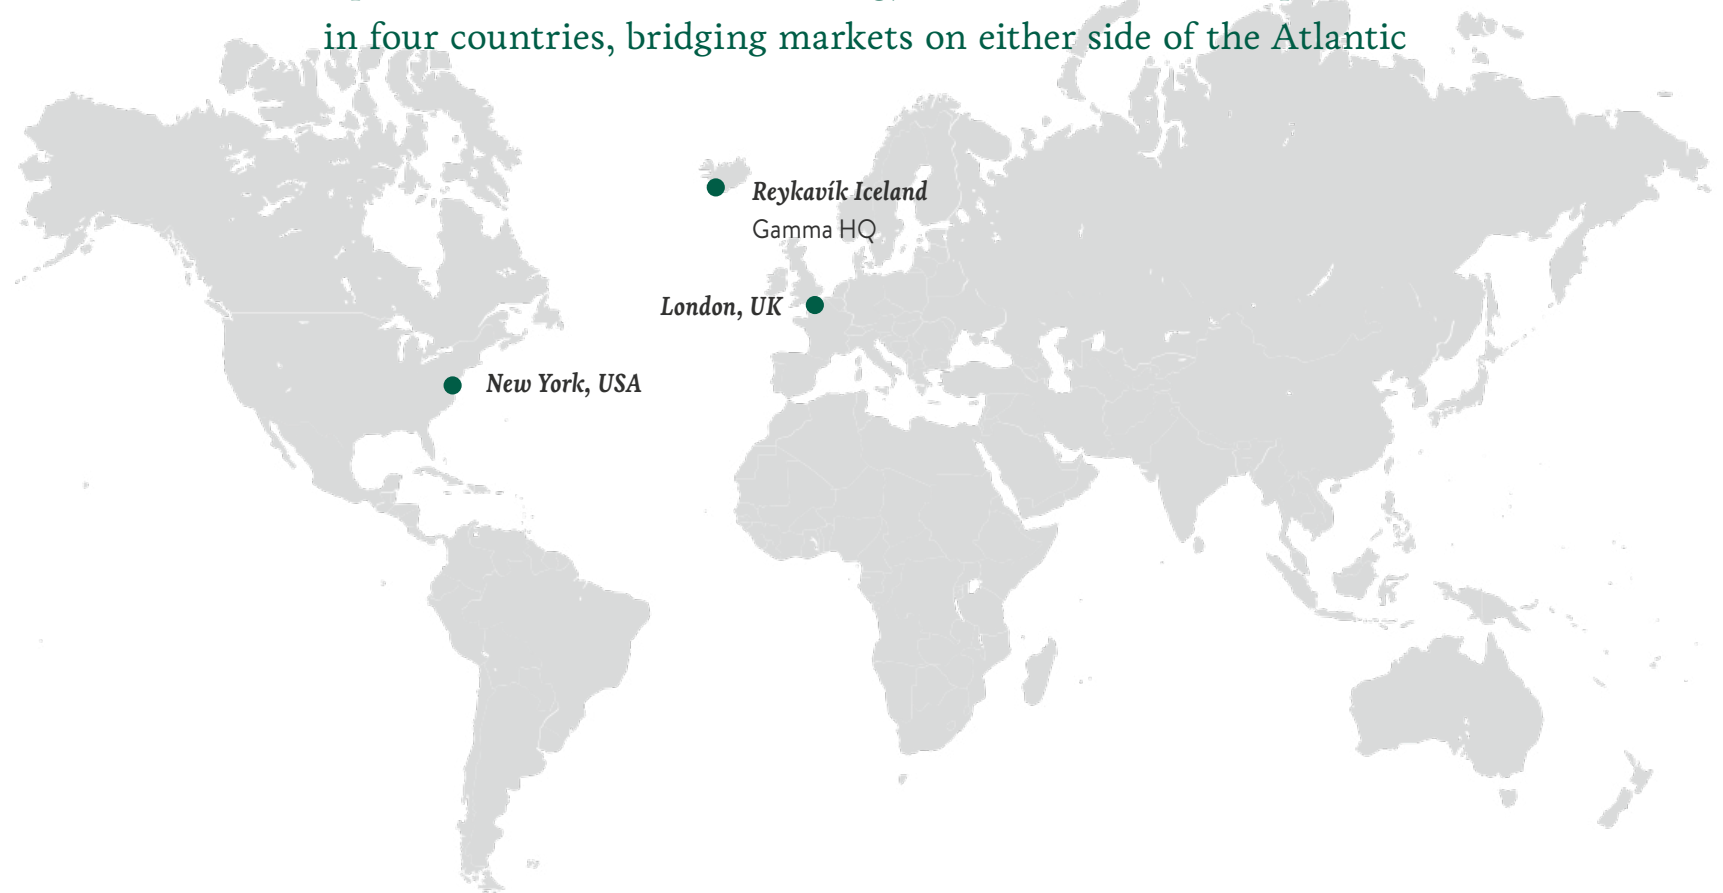 in four countries, bridging markets on either side of the Atlantic
Reykavík Iceland
Gamma HQ
London, UK
New York, USA